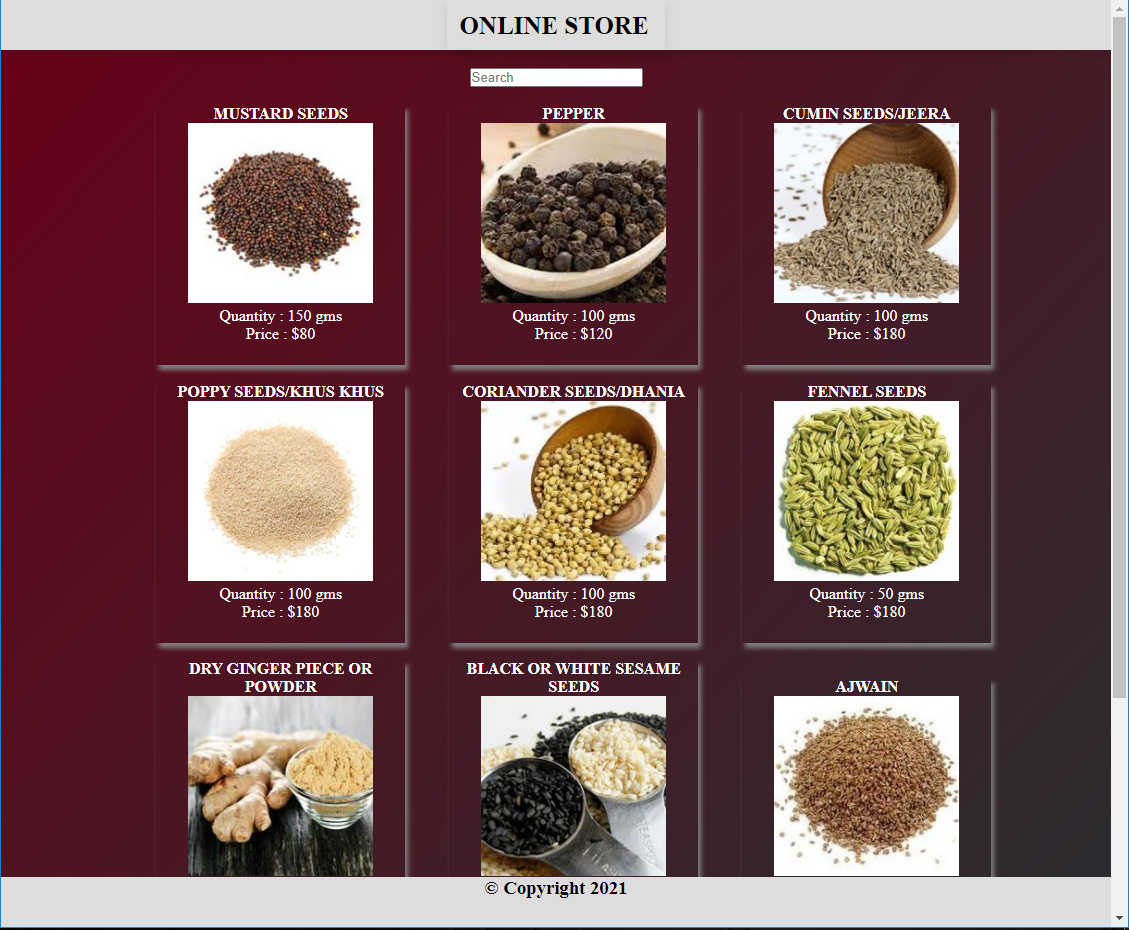 ONLINE STORE
Search
MUSTARD SEEDS
Quantity : 150 gms
Price : $80
PEPPER
Quantity : 100 gms
Price : $120
CUMIN SEEDS/JEERA
Quantity : 100 gms
Price : $180
POPPY SEEDS/KHUS KHUS
Quantity : 100 gms
Price : $180
CORIANDER SEEDS/DHANIA
Quantity : 100 gms
Price : $180
FENNEL SEEDS
Quantity : 50 gms
Price : $180
DRY GINGER PIECE OR
POWDER
BLACK OR WHITE SESAME
SEEDS
AJWAIN
© Copyright 2021